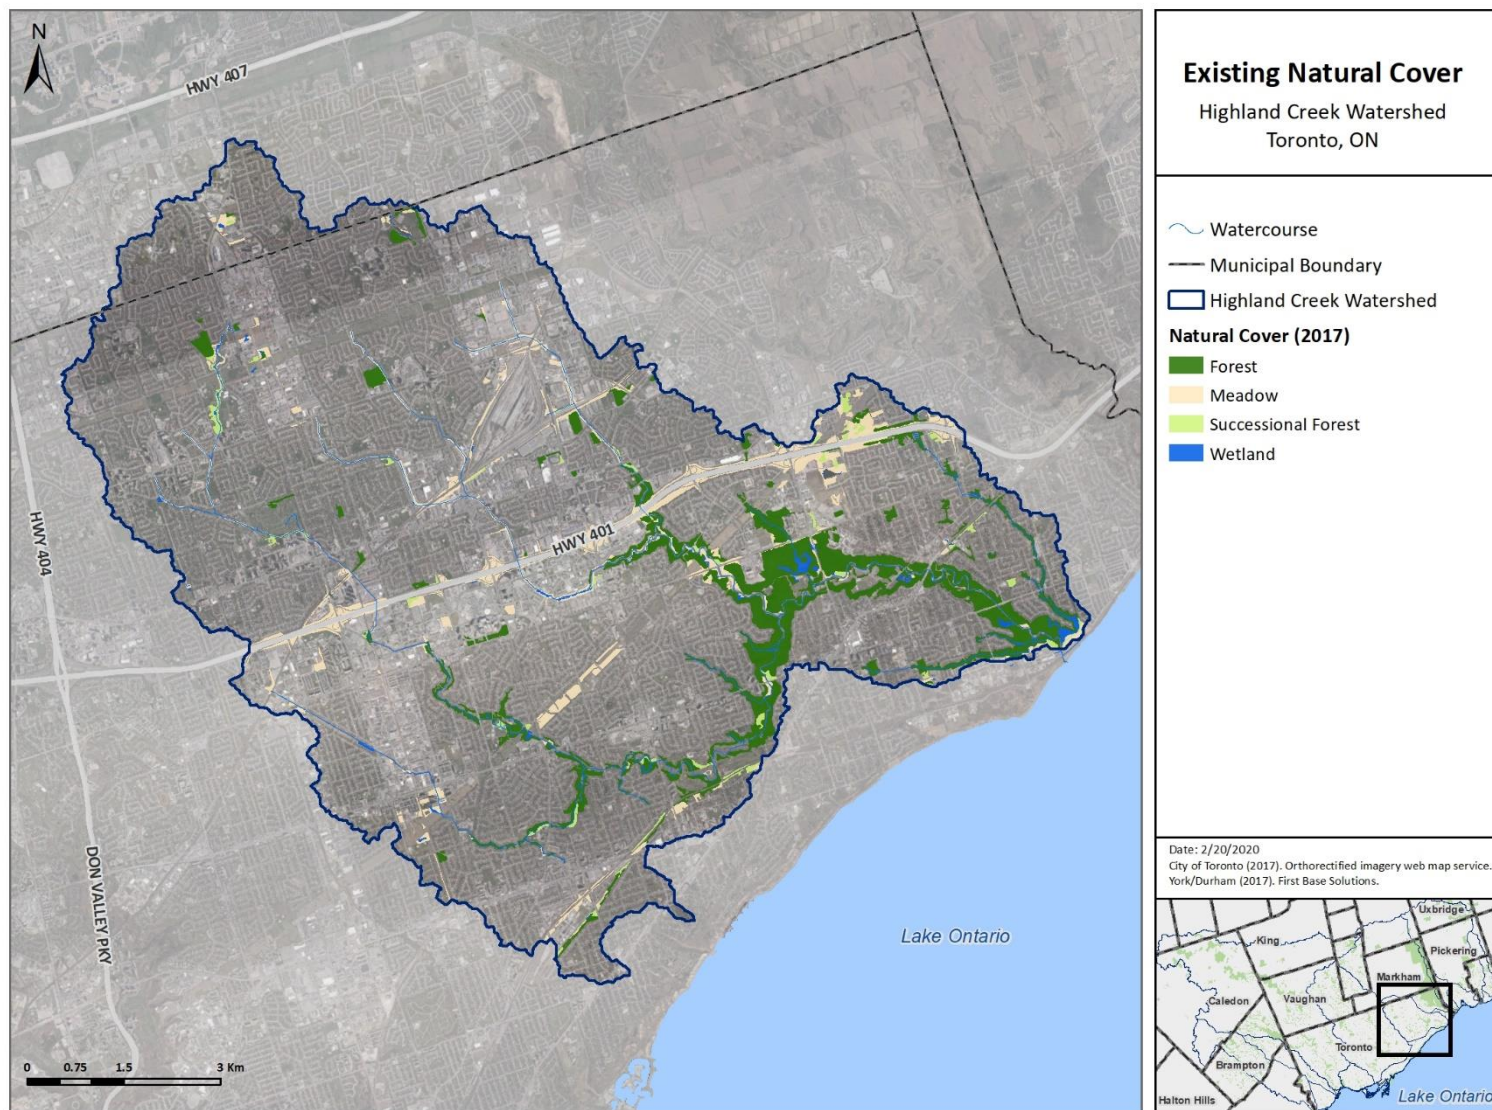 N
HWY 407
HWY 401
HWY 404
DON VALLEY PKY
Lake Ontario
0 0.75 1.5 3 Km
Existing Natural Cover
Highland Creek Watershed
Toronto, ON
Watercourse
Municipal Boundary
Highland Creek Watershed
Natural Cover (2017)
Forest
Meadow
Successional Forest
Wetland
Date: 2/20/2020
City of Toronto (2017). Orthorectified imagery web map service.
York/Durham (2017). First Base Solutions.
Uxbridge
King
Pickering
Markham
Caledon
Vaughan
Toronto
Brampton
Halton Hills
Lake Ontario